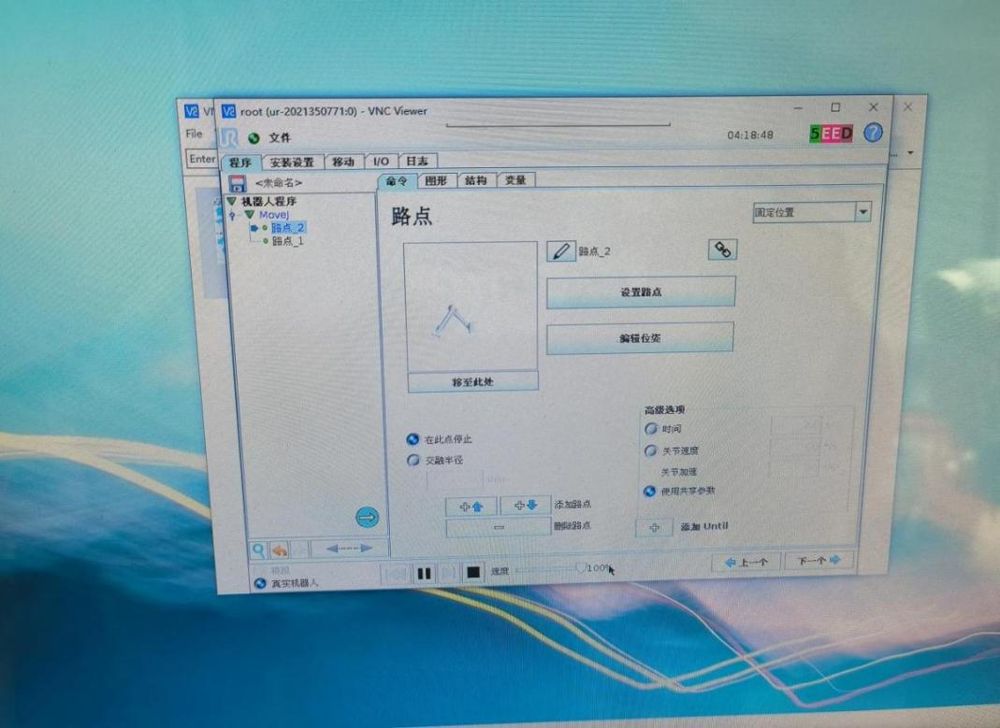 root (ur-2021350771:0) - VNC Viewer
File
文件
04:18:48
SEED
?
Enter
程序
安装设置
移动
I/O
日志
<未命名>
命令
图形
结构
变量
机器人程序
MoveJ
路点_2
路点_1
路点
固定位置
路点_2
设置路点
编辑位姿
移至此处
高级选项
在此点停止
时间
交融半径
关节速度
关节加速
使用共享参数
添加路点
删除路点
添加 Until
模拟
真实机器人
速度
100%
上一个
下一个